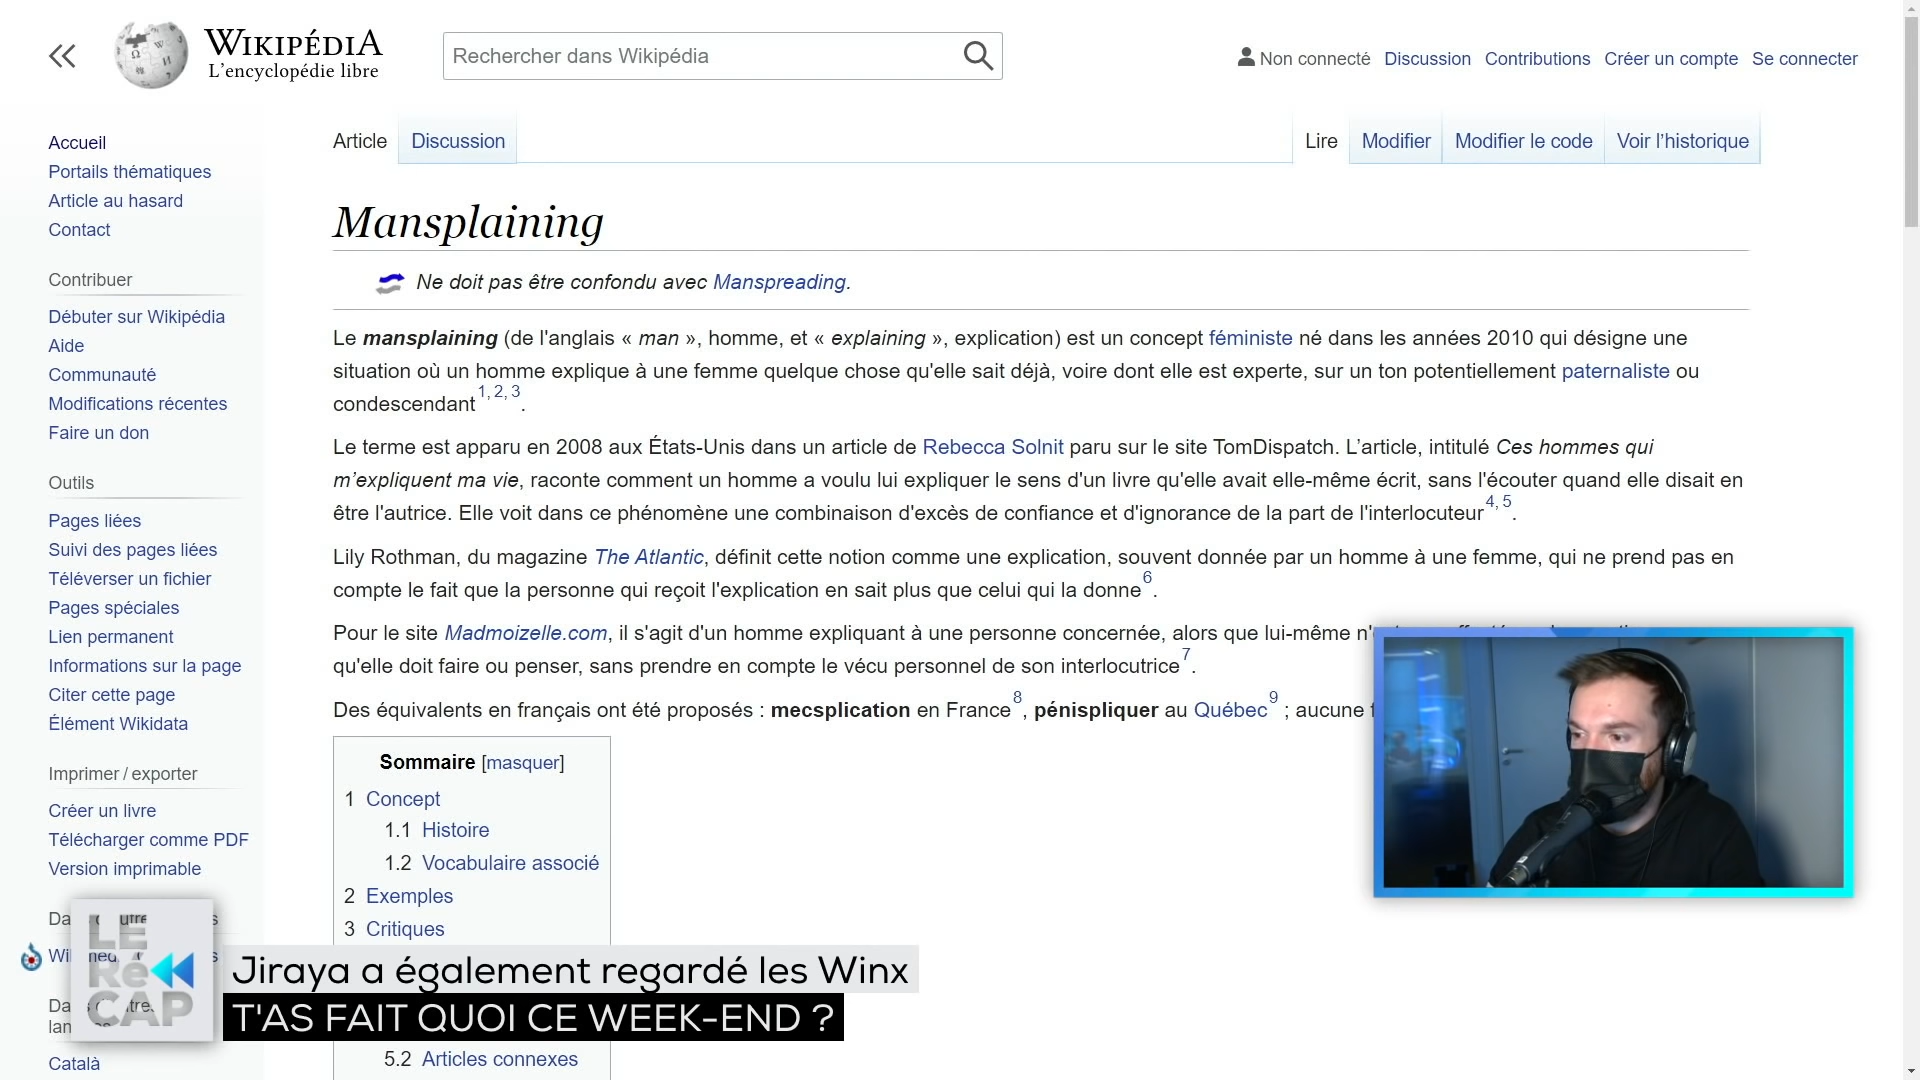 WIKIPÉDIA
L'encyclopédie libre
Rechercher dans Wikipédia
Non connecté Discussion Contributions Créer un compte Se connecter
Accueil
Portails thématiques
Article au hasard
Contact
Contribuer
Débuter sur Wikipédia
Aide
Communauté
Modifications récentes
Faire un don
Outils
Pages liées
Suivi des pages liées
Téléverser un fichier
Pages spéciales
Lien permanent
Informations sur la page
Citer cette page
Élément Wikidata
Imprimer / exporter
Créer un livre
Télécharger comme PDF
Version imprimable
Català
Article Discussion
Lire Modifier Modifier le code Voir l’historique
Mansplaining
Ne doit pas être confondu avec Manspreading.
Le mansplaining (de l'anglais « man », homme, et « explaining », explication) est un concept féministe né dans les années 2010 qui désigne une
situation où un homme explique à une femme quelque chose qu'elle sait déjà, voire dont elle est experte, sur un ton potentiellement paternaliste ou
condescendant 1, 2, 3.
Le terme est apparu en 2008 aux États-Unis dans un article de Rebecca Solnit paru sur le site TomDispatch. L’article, intitulé Ces hommes qui
m’expliquent ma vie, raconte comment un homme a voulu lui expliquer le sens d'un livre qu'elle avait elle-même écrit, sans l'écouter quand elle disait en
être l'autrice. Elle voit dans ce phénomène une combinaison d'excès de confiance et d'ignorance de la part de l'interlocuteur 4, 5.
Lily Rothman, du magazine The Atlantic, définit cette notion comme une explication, souvent donnée par un homme à une femme, qui ne prend pas en
compte le fait que la personne qui reçoit l'explication en sait plus que celui qui la donne 6.
Pour le site Madmoizelle.com, il s'agit d'un homme expliquant à une personne concernée, alors que lui-même
qu'elle doit faire ou penser, sans prendre en compte le vécu personnel de son interlocutrice 7.
Des équivalents en français ont été proposés : mecsplication en France 8, pénispliquer au Québec 9 ; aucune
Sommaire [masquer]
1 Concept
1.1 Histoire
1.2 Vocabulaire associé
2 Exemples
3 Critiques
5.2 Articles connexes
LE
Ré
CAP
Jiraya a également regardé les Winx
T'AS FAIT QUOI CE WEEK-END ?